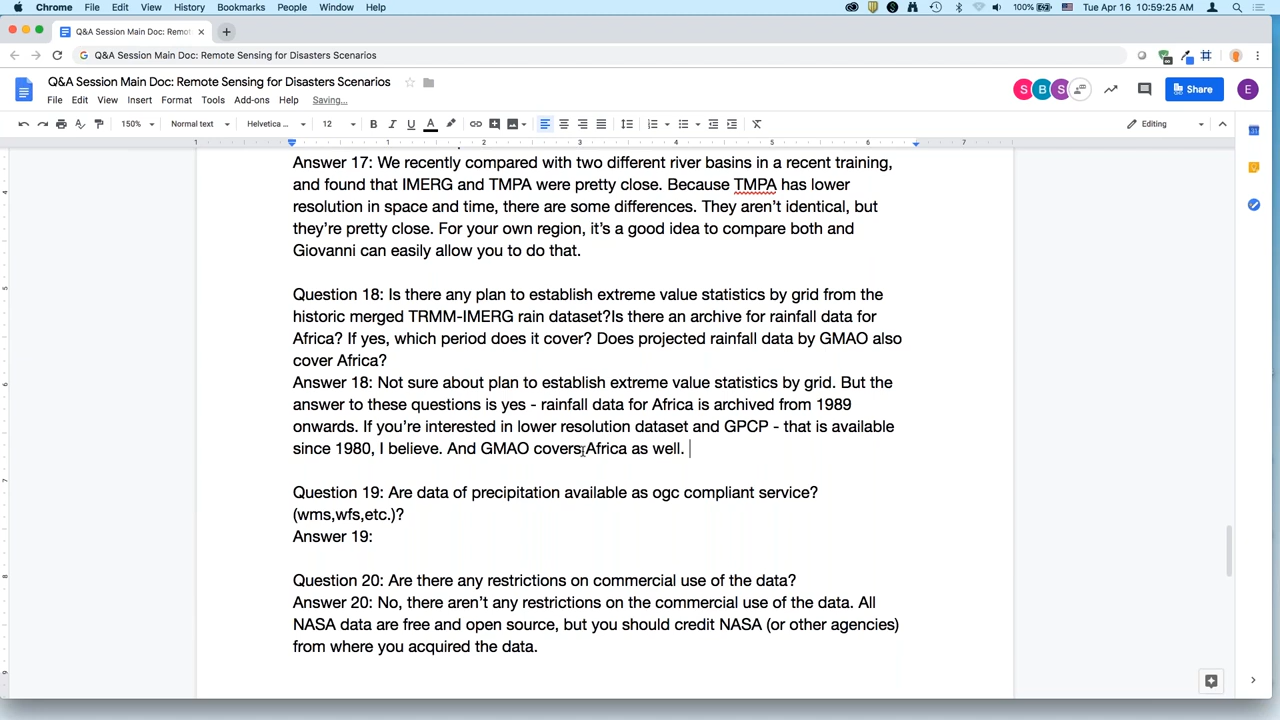 Chrome File Edit View History Bookmarks People Window Help 100% Tue Apr 16 10:59:25 AM
Q&A Session Main Doc: Remot
Q&A Session Main Doc: Remote Sensing for Disasters Scenarios
Q&A Session Main Doc: Remote Sensing for Disasters Scenarios
File Edit View Insert Format Tools Add-ons Help Saving...
S B S Share E
150% Normal text Helvetica ... 12 B I U A Editing
1 1 2 3 4 5 6 7
Answer 17: We recently compared with two different river basins in a recent training,
and found that IMERG and TMPA were pretty close. Because TMPA has lower
resolution in space and time, there are some differences. They aren't identical, but
they're pretty close. For your own region, it's a good idea to compare both and
Giovanni can easily allow you to do that.
Question 18: Is there any plan to establish extreme value statistics by grid from the
historic merged TRMM-IMERG rain dataset?Is there an archive for rainfall data for
Africa? If yes, which period does it cover? Does projected rainfall data by GMAO also
cover Africa?
Answer 18: Not sure about plan to establish extreme value statistics by grid. But the
answer to these questions is yes - rainfall data for Africa is archived from 1989
onwards. If you're interested in lower resolution dataset and GPCP - that is available
since 1980, I believe. And GMAO covers Africa as well.
Question 19: Are data of precipitation available as ogc compliant service?
(wms,wfs,etc.)?
Answer 19:
Question 20: Are there any restrictions on commercial use of the data?
Answer 20: No, there aren't any restrictions on the commercial use of the data. All
NASA data are free and open source, but you should credit NASA (or other agencies)
from where you acquired the data.